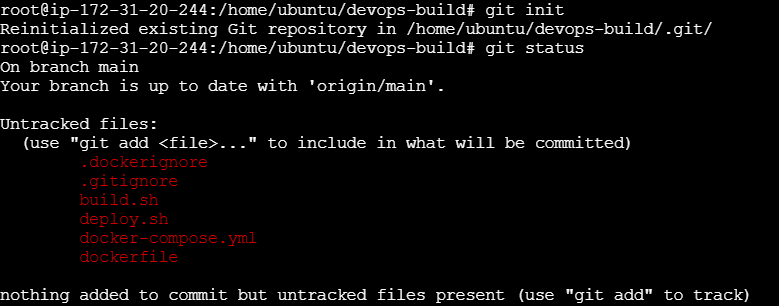 root@ip-172-31-20-244:/home/ubuntu/devops-build# git init
Reinitialized existing Git repository in /home/ubuntu/devops-build/.git/
root@ip-172-31-20-244:/home/ubuntu/devops-build# git status
On branch main
Your branch is up to date with 'origin/main'.
Untracked files:
(use "git add <file>..." to include in what will be committed)
.dockerignore
.gitignore
build.sh
deploy.sh
docker-compose.yml
dockerfile
nothing added to commit but untracked files present (use "git add" to track)